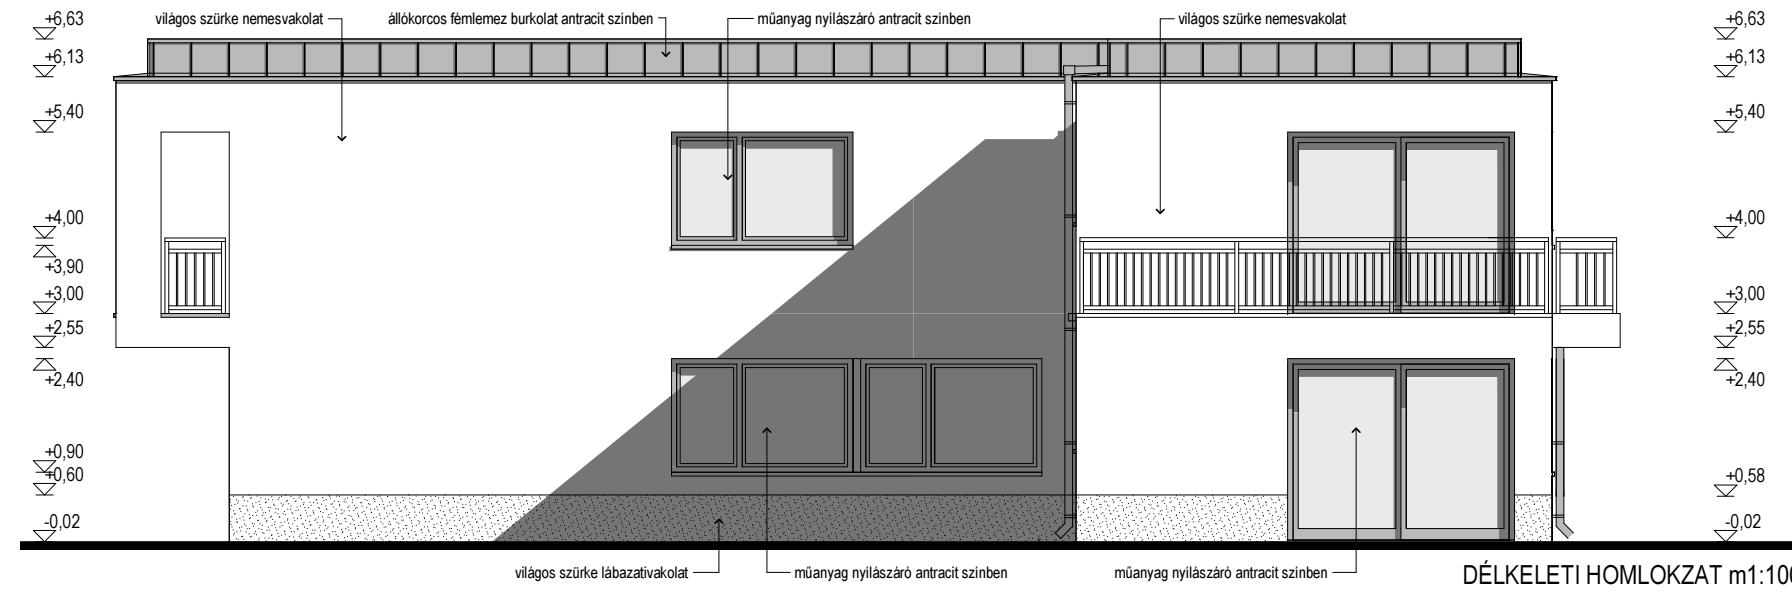 +6,63
világos szürke nemesvakolat
állókorcos fémlemez burkolat antracit színben
műanyag nyílászáró antracit színben
világos szürke nemesvakolat
+6,63
+6,13
+6,13
+5,40
+5,40
+4,00
+4,00
+3,90
+3,00
+3,00
+2,55
+2,55
+2,40
+2,40
+0,90
+0,60
+0,58
-0,02
-0,02
világos szürke lábazativakolat
műanyag nyílászáró antracit színben
műanyag nyílászáró antracit színben
DÉLKELETI HOMLOKZAT m1:100